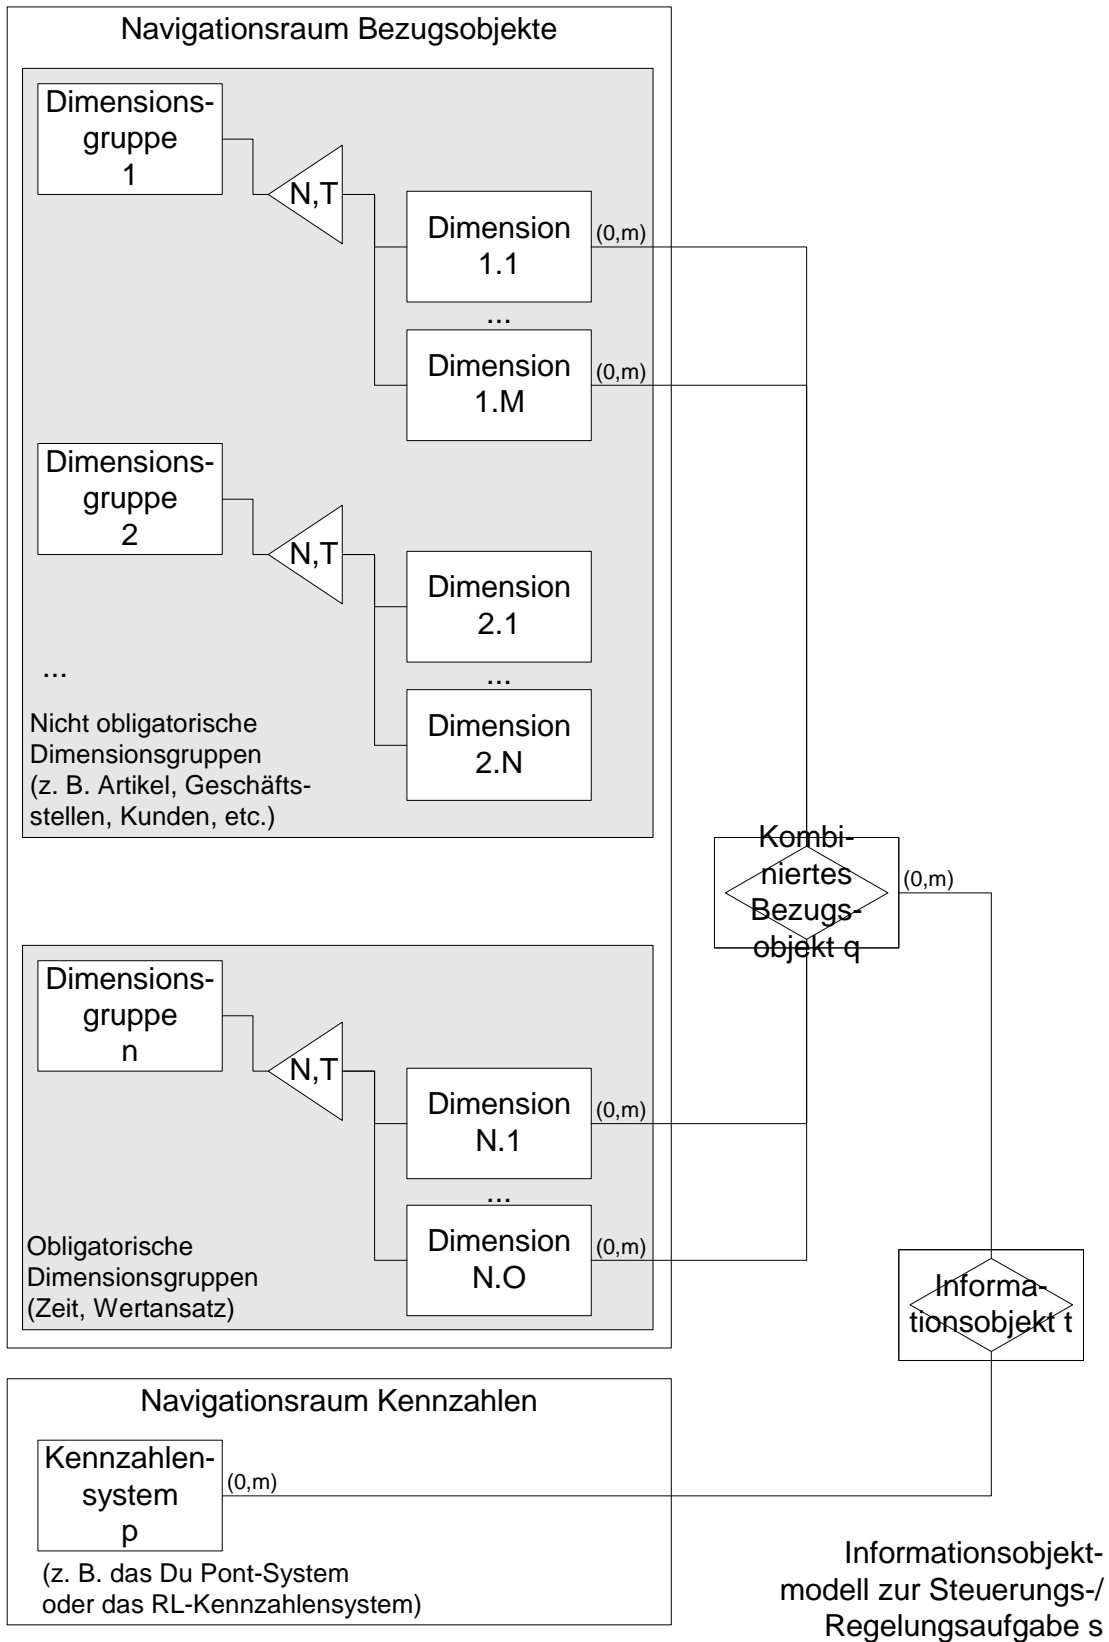 Navigationsraum Bezugsobjekte
Dimensions-
gruppe
1
N,T
Dimension
1.1
(0,m)
...
Dimension
1.M
(0,m)
Dimensions-
gruppe
2
N,T
Dimension
2.1
...
Dimension
2.N
...
Nicht obligatorische
Dimensionsgruppen
(z. B. Artikel, Geschäfts-
stellen, Kunden, etc.)
Kombi-
niertes
Bezugs-
objekt q
(0,m)
Dimensions-
gruppe
n
N,T
Dimension
N.1
(0,m)
...
Dimension
N.O
(0,m)
Obligatorische
Dimensionsgruppen
(Zeit, Wertansatz)
Informa-
tionsobjekt t
Navigationsraum Kennzahlen
Kennzahlen-
system
p
(0,m)
(z. B. das Du Pont-System
oder das RL-Kennzahlensystem)
Informationsobjekt-
modell zur Steuerungs-/
Regelungsaufgabe s